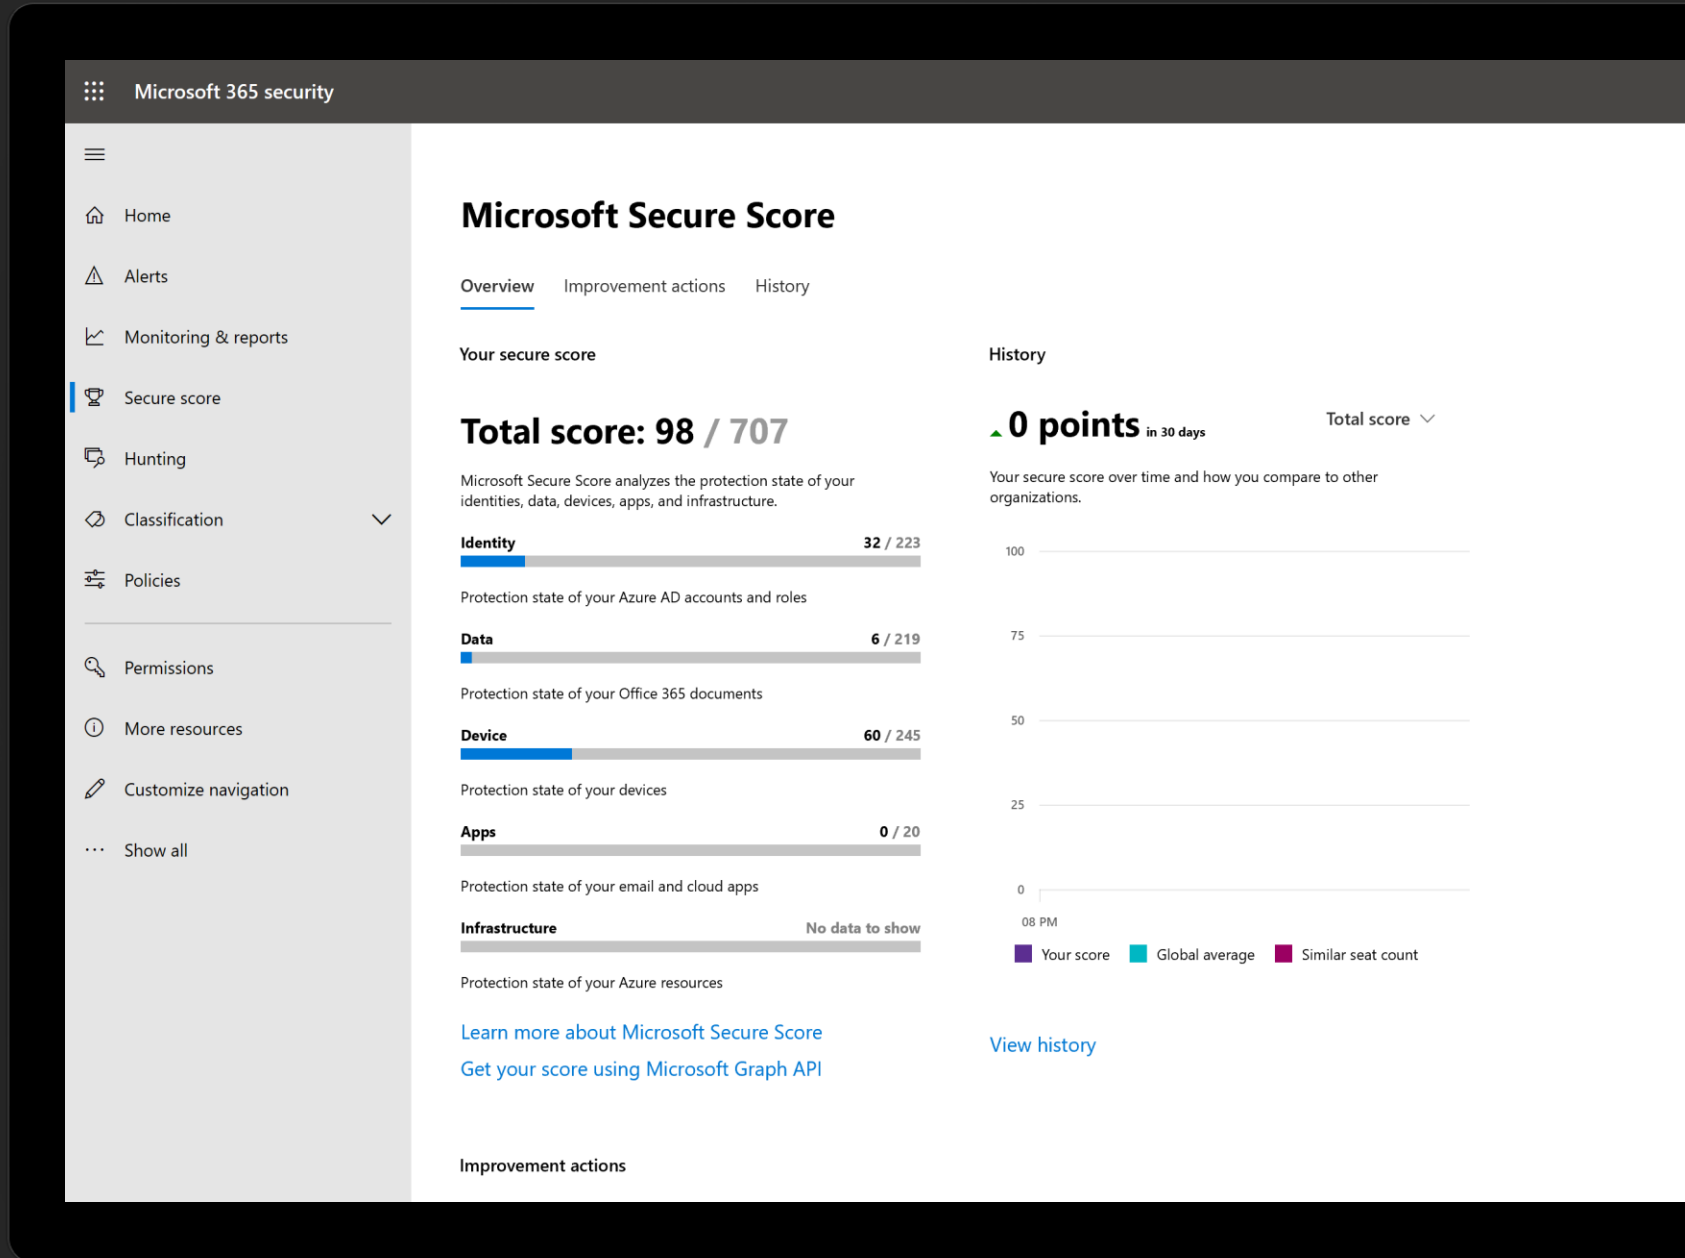 Microsoft 365 security
Home
Alerts
Monitoring & reports
Secure score
Hunting
Classification
Policies
Permissions
More resources
Customize navigation
Show all
Microsoft Secure Score
Overview Improvement actions History
Your secure score
Total score: 98 / 707
Microsoft Secure Score analyzes the protection state of your
identities, data, devices, apps, and infrastructure.
Identity 32 / 223
Protection state of your Azure AD accounts and roles
Data 6 / 219
Protection state of your Office 365 documents
Device 60 / 245
Protection state of your devices
Apps 0 / 20
Protection state of your email and cloud apps
Infrastructure No data to show
Protection state of your Azure resources
Learn more about Microsoft Secure Score
Get your score using Microsoft Graph API
History
0 points in 30 days Total score
Your secure score over time and how you compare to other
organizations.
100
75
50
25
0
08 PM
Your score Global average Similar seat count
View history
Improvement actions